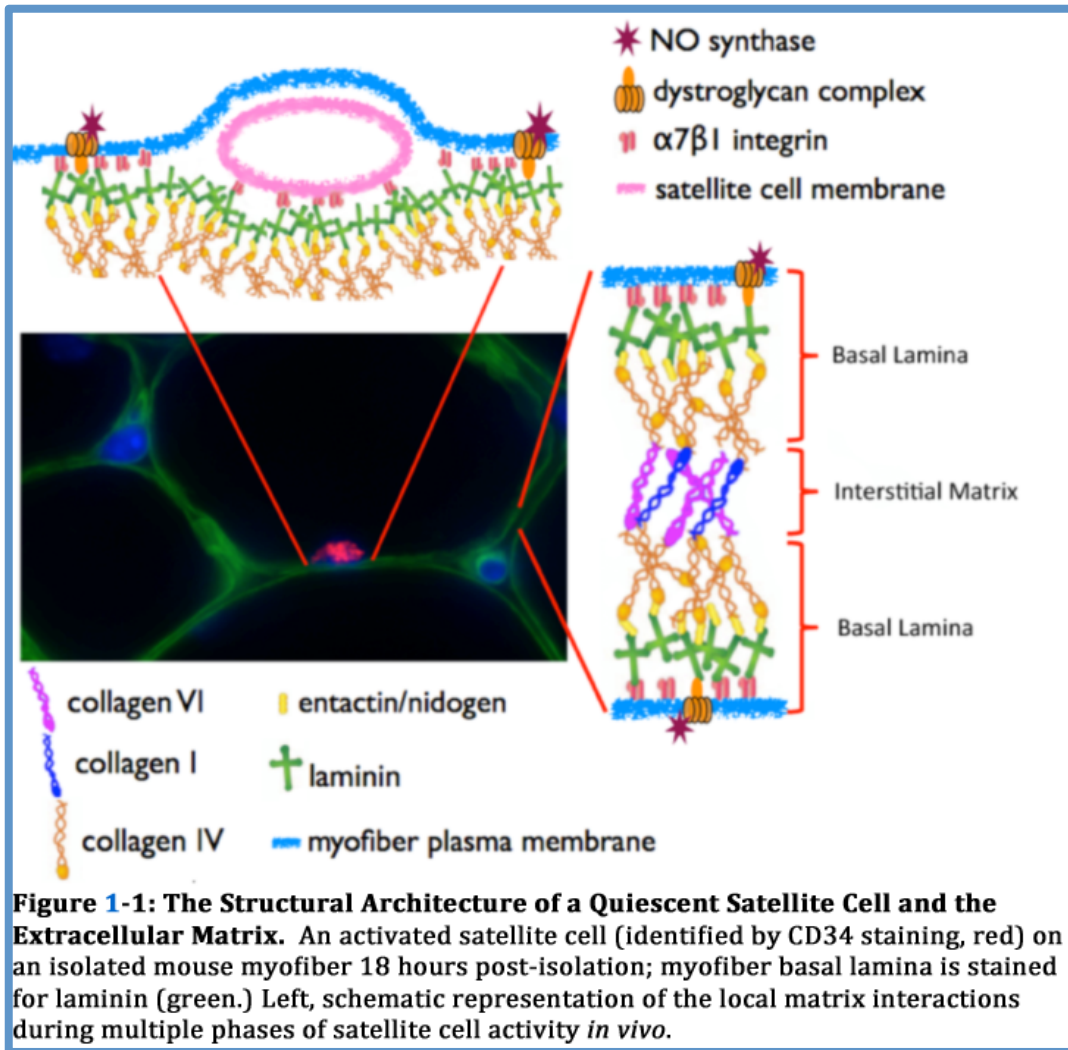 NO synthase
dystroglycan complex
α7β1 integrin
satellite cell membrane
Basal Lamina
Interstitial Matrix
Basal Lamina
collagen VI
entactin/nidogen
collagen I
laminin
collagen IV
myofiber plasma membrane
Figure 1-1: The Structural Architecture of a Quiescent Satellite Cell and the
Extracellular Matrix. An activated satellite cell (identified by CD34 staining, red) on
an isolated mouse myofiber 18 hours post-isolation; myofiber basal lamina is stained
for laminin (green.) Left, schematic representation of the local matrix interactions
during multiple phases of satellite cell activity in vivo.